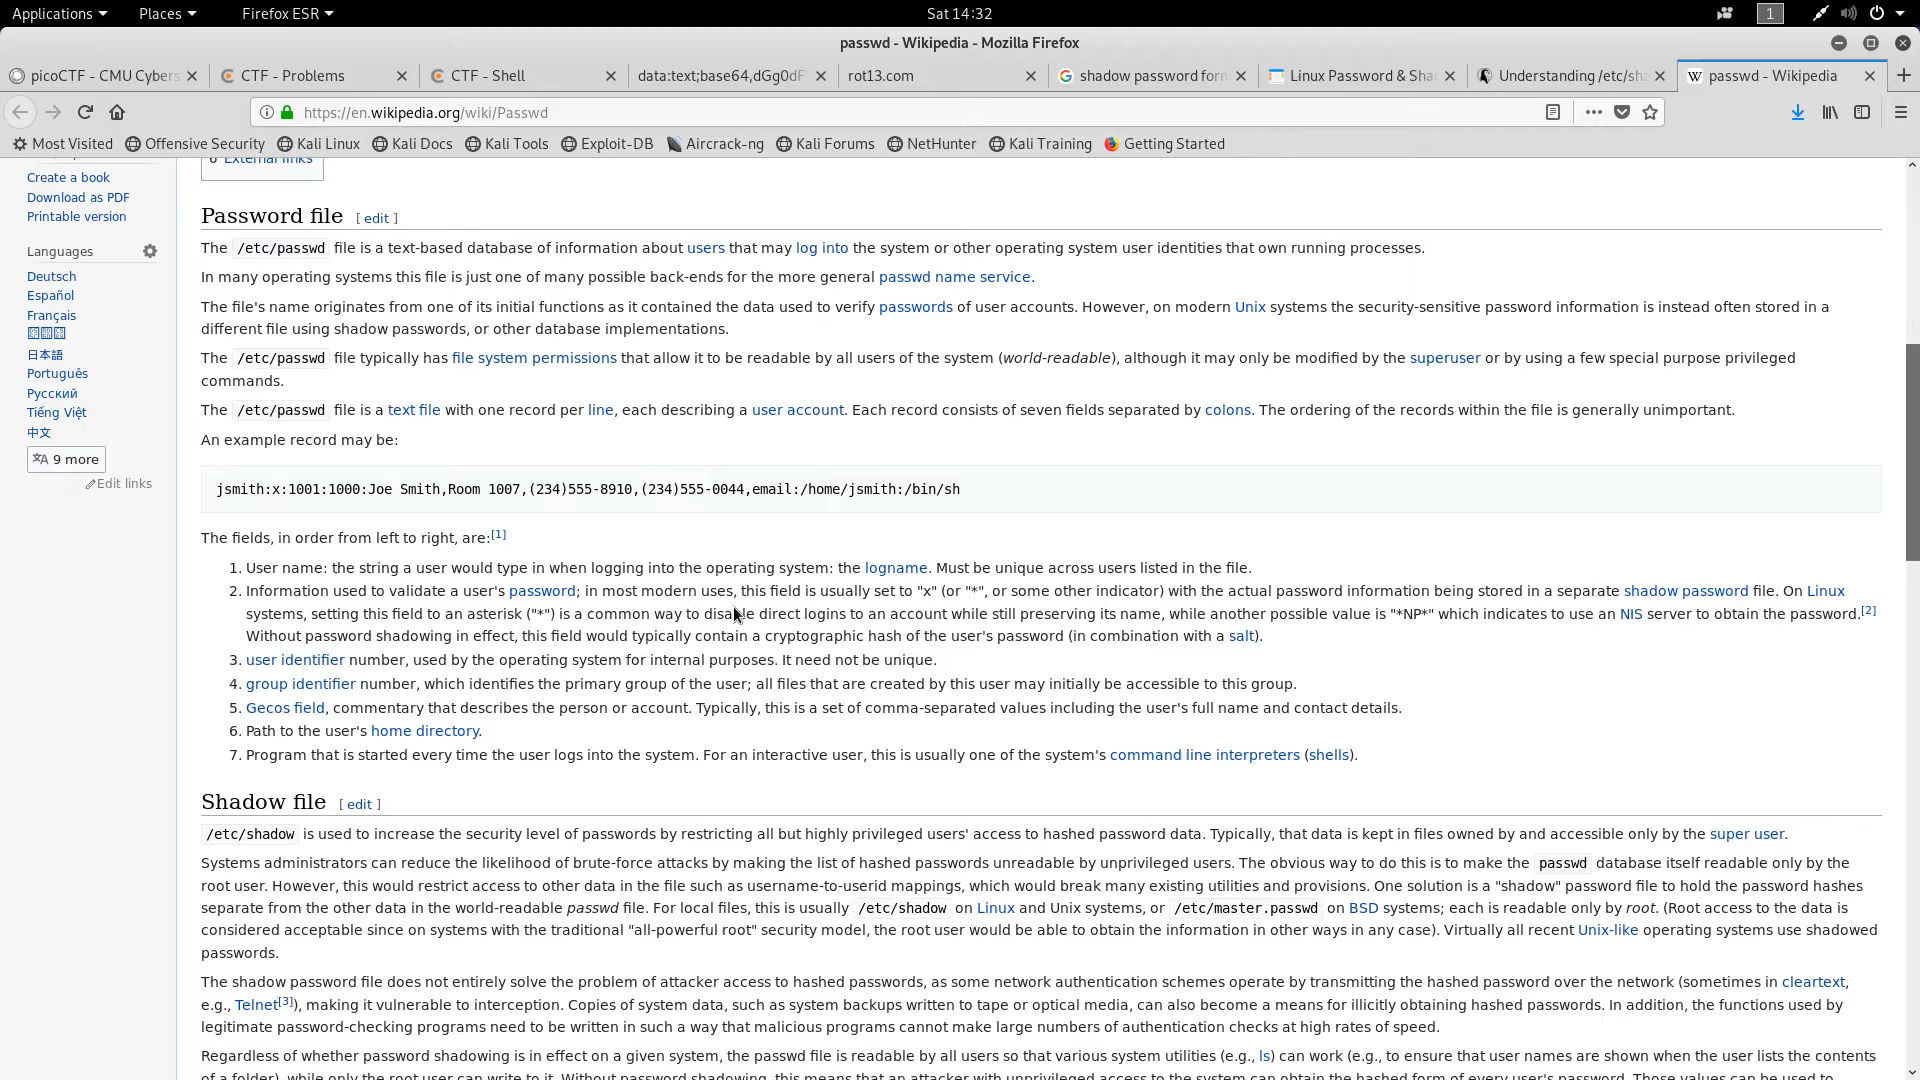 Applications Places Firefox ESR Sat 14:32 1
passwd - Wikipedia - Mozilla Firefox
picoCTF - CMU Cybers CTF - Problems CTF - Shell data:text;base64,dGg0dF rot13.com shadow password forn Linux Password & Sha Understanding /etc/sha passwd - Wikipedia
https://en.wikipedia.org/wiki/Passwd
Most Visited Offensive Security Kali Linux Kali Docs Kali Tools Exploit-DB Aircrack-ng Kali Forums NetHunter Kali Training Getting Started
6 External links
Create a book
Download as PDF
Printable version
Languages
Deutsch
Español
Français
日本語
Português
Русский
Tiếng Việt
中文
9 more
Edit links
Password file [ edit ]
The /etc/passwd file is a text-based database of information about users that may log into the system or other operating system user identities that own running processes.
In many operating systems this file is just one of many possible back-ends for the more general passwd name service.
The file's name originates from one of its initial functions as it contained the data used to verify passwords of user accounts. However, on modern Unix systems the security-sensitive password information is instead often stored in a
different file using shadow passwords, or other database implementations.
The /etc/passwd file typically has file system permissions that allow it to be readable by all users of the system (world-readable), although it may only be modified by the superuser or by using a few special purpose privileged
commands.
The /etc/passwd file is a text file with one record per line, each describing a user account. Each record consists of seven fields separated by colons. The ordering of the records within the file is generally unimportant.
An example record may be:
jsmith:x:1001:1000:Joe Smith,Room 1007,(234)555-8910,(234)555-0044,email:/home/jsmith:/bin/sh
The fields, in order from left to right, are:[1]
1. User name: the string a user would type in when logging into the operating system: the logname. Must be unique across users listed in the file.
2. Information used to validate a user's password; in most modern uses, this field is usually set to "x" (or "*", or some other indicator) with the actual password information being stored in a separate shadow password file. On Linux
systems, setting this field to an asterisk ("*") is a common way to disable direct logins to an account while still preserving its name, while another possible value is "*NP*" which indicates to use an NIS server to obtain the password.[2]
Without password shadowing in effect, this field would typically contain a cryptographic hash of the user's password (in combination with a salt).
3. user identifier number, used by the operating system for internal purposes. It need not be unique.
4. group identifier number, which identifies the primary group of the user; all files that are created by this user may initially be accessible to this group.
5. Gecos field, commentary that describes the person or account. Typically, this is a set of comma-separated values including the user's full name and contact details.
6. Path to the user's home directory.
7. Program that is started every time the user logs into the system. For an interactive user, this is usually one of the system's command line interpreters (shells).
Shadow file [ edit ]
/etc/shadow is used to increase the security level of passwords by restricting all but highly privileged users' access to hashed password data. Typically, that data is kept in files owned by and accessible only by the super user.
Systems administrators can reduce the likelihood of brute-force attacks by making the list of hashed passwords unreadable by unprivileged users. The obvious way to do this is to make the passwd database itself readable only by the
root user. However, this would restrict access to other data in the file such as username-to-userid mappings, which would break many existing utilities and provisions. One solution is a "shadow" password file to hold the password hashes
separate from the other data in the world-readable passwd file. For local files, this is usually /etc/shadow on Linux and Unix systems, or /etc/master.passwd on BSD systems; each is readable only by root. (Root access to the data is
considered acceptable since on systems with the traditional "all-powerful root" security model, the root user would be able to obtain the information in other ways in any case). Virtually all recent Unix-like operating systems use shadowed
passwords.
The shadow password file does not entirely solve the problem of attacker access to hashed passwords, as some network authentication schemes operate by transmitting the hashed password over the network (sometimes in cleartext,
e.g., Telnet[3]), making it vulnerable to interception. Copies of system data, such as system backups written to tape or optical media, can also become a means for illicitly obtaining hashed passwords. In addition, the functions used by
legitimate password-checking programs need to be written in such a way that malicious programs cannot make large numbers of authentication checks at high rates of speed.
Regardless of whether password shadowing is in effect on a given system, the passwd file is readable by all users so that various system utilities (e.g., ls) can work (e.g., to ensure that user names are shown when the user lists the contents
of a folder), while only the root user can write to it. Without password shadowing, this means that an attacker with unprivileged access to the system can obtain the hashed form of every user's password. Those values can be used to